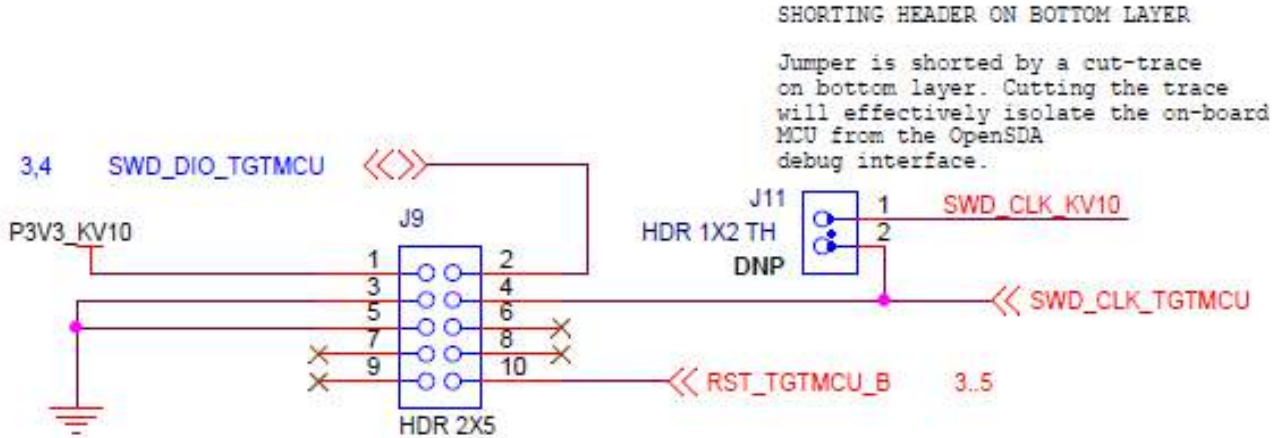 SHORTING HEADER ON BOTTOM LAYER
Jumper is shorted by a cut-trace
on bottom layer. Cutting the trace
will effectively isolate the on-board
MCU from the OpenSDA
debug interface.
3,4 SWD_DIO_TGTMCU
J11
1 SWD_CLK_KV10
J9
P3V3_KV10
HDR 1X2 TH
2
DNP
1 2
3 4
SWD_CLK_TGTMCU
5 6
7 8
9 10
RST_TGTMCU_B 3..5
HDR 2X5